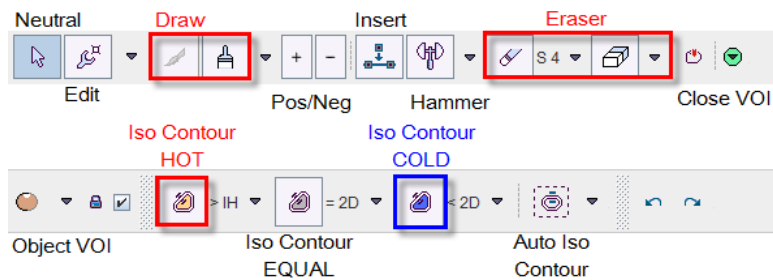 Neutral Draw Insert Eraser
+ - S 4
Edit Pos/Neg Hammer Close VOI
Iso Contour Iso Contour
HOT COLD
> IH = 2D < 2D
Object VOI Iso Contour Auto Iso
EQUAL Contour